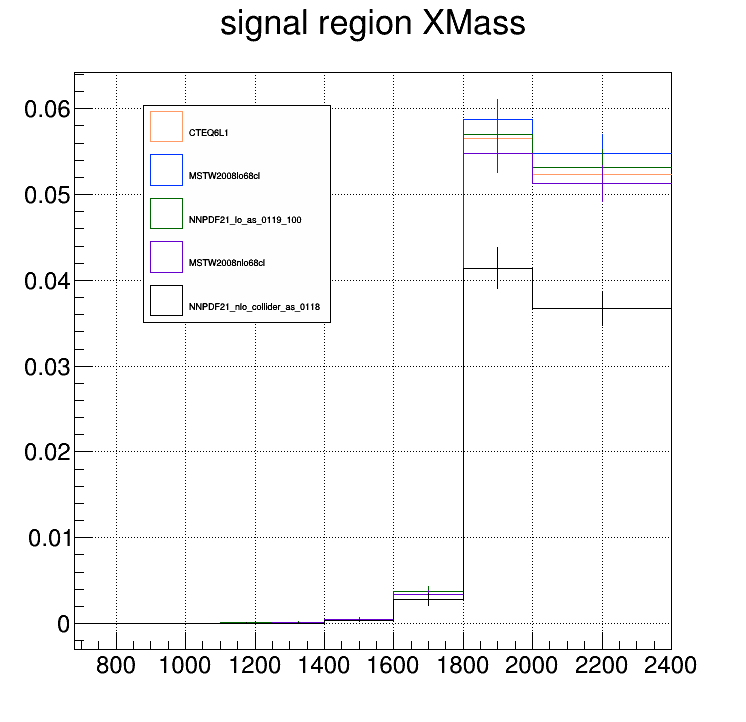 signal region XMass
0.06
0.05
0.04
0.03
0.02
0.01
0
CTEQ6L1
MSTW2008lo68cl
NNPDF21_lo_as_0119_100
MSTW2008nlo68cl
NNPDF21_nlo_collider_as_0118
800 1000 1200 1400 1600 1800 2000 2200 2400